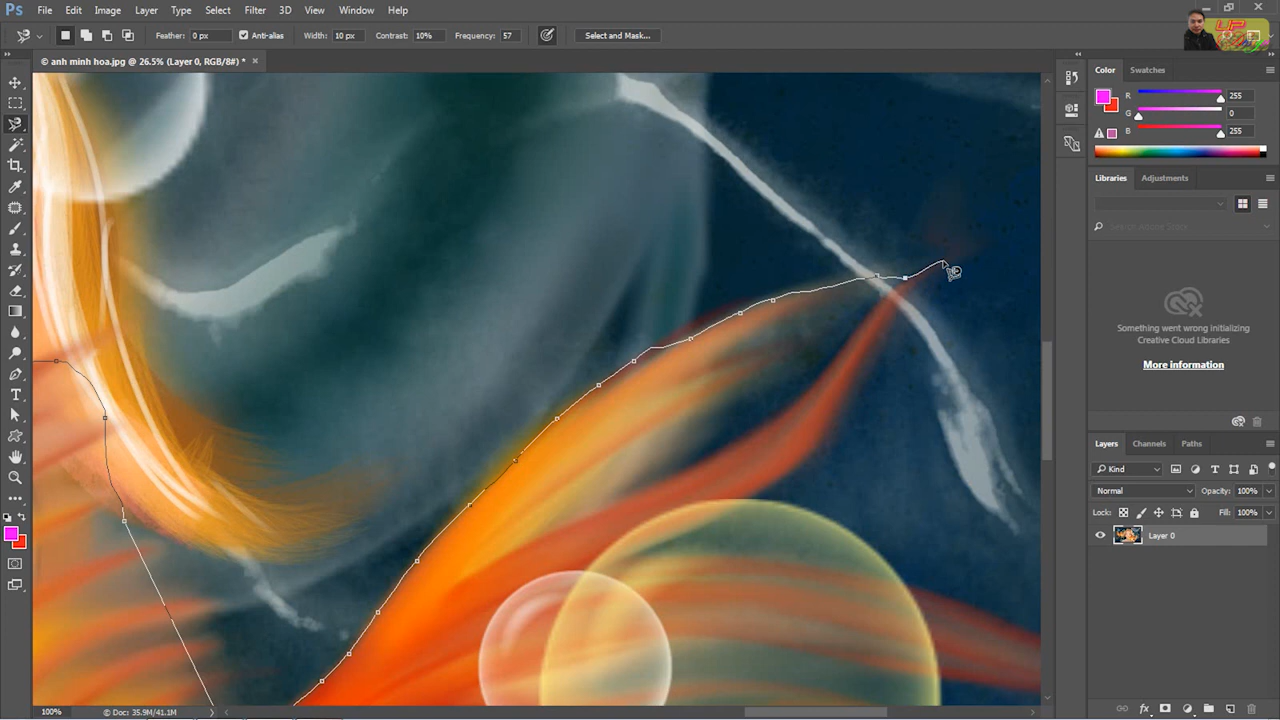 Ps File Edit Image Layer Type Select Filter 3D View Window Help
Feather: 0 px Anti-alias Width: 10 px Contrast: 10% Frequency: 57 Select and Mask...
© anh minh hoa.jpg @ 26.5% (Layer 0, RGB/8#) * ×
Color Swatches
R 255
G 0
B 255
Libraries Adjustments
Something went wrong initializing
Creative Cloud Libraries
More information
Layers Channels Paths
Kind
Normal Opacity: 100%
Lock: Fill: 100%
Layer 0
100% © Doc: 35.9M/41.1M